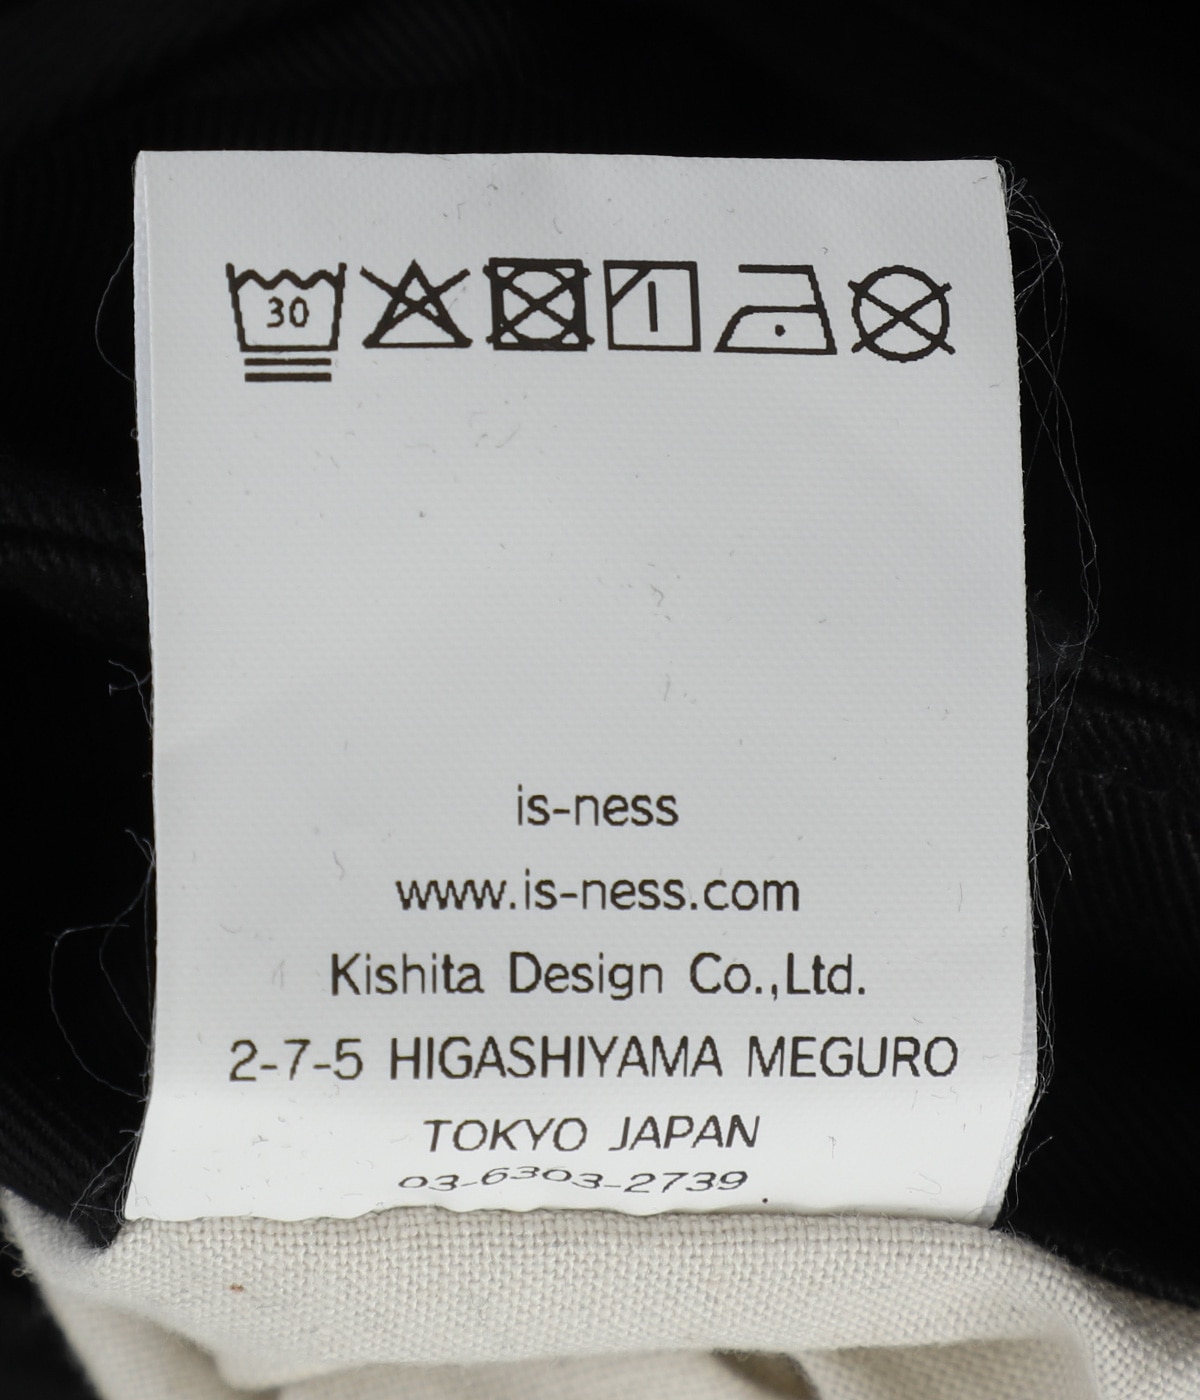 30
is-ness
www.is-ness.com
Kishita Design Co.,Ltd.
2-7-5 HIGASHIYAMA MEGURO
TOKYO JAPAN
03-6303-2739